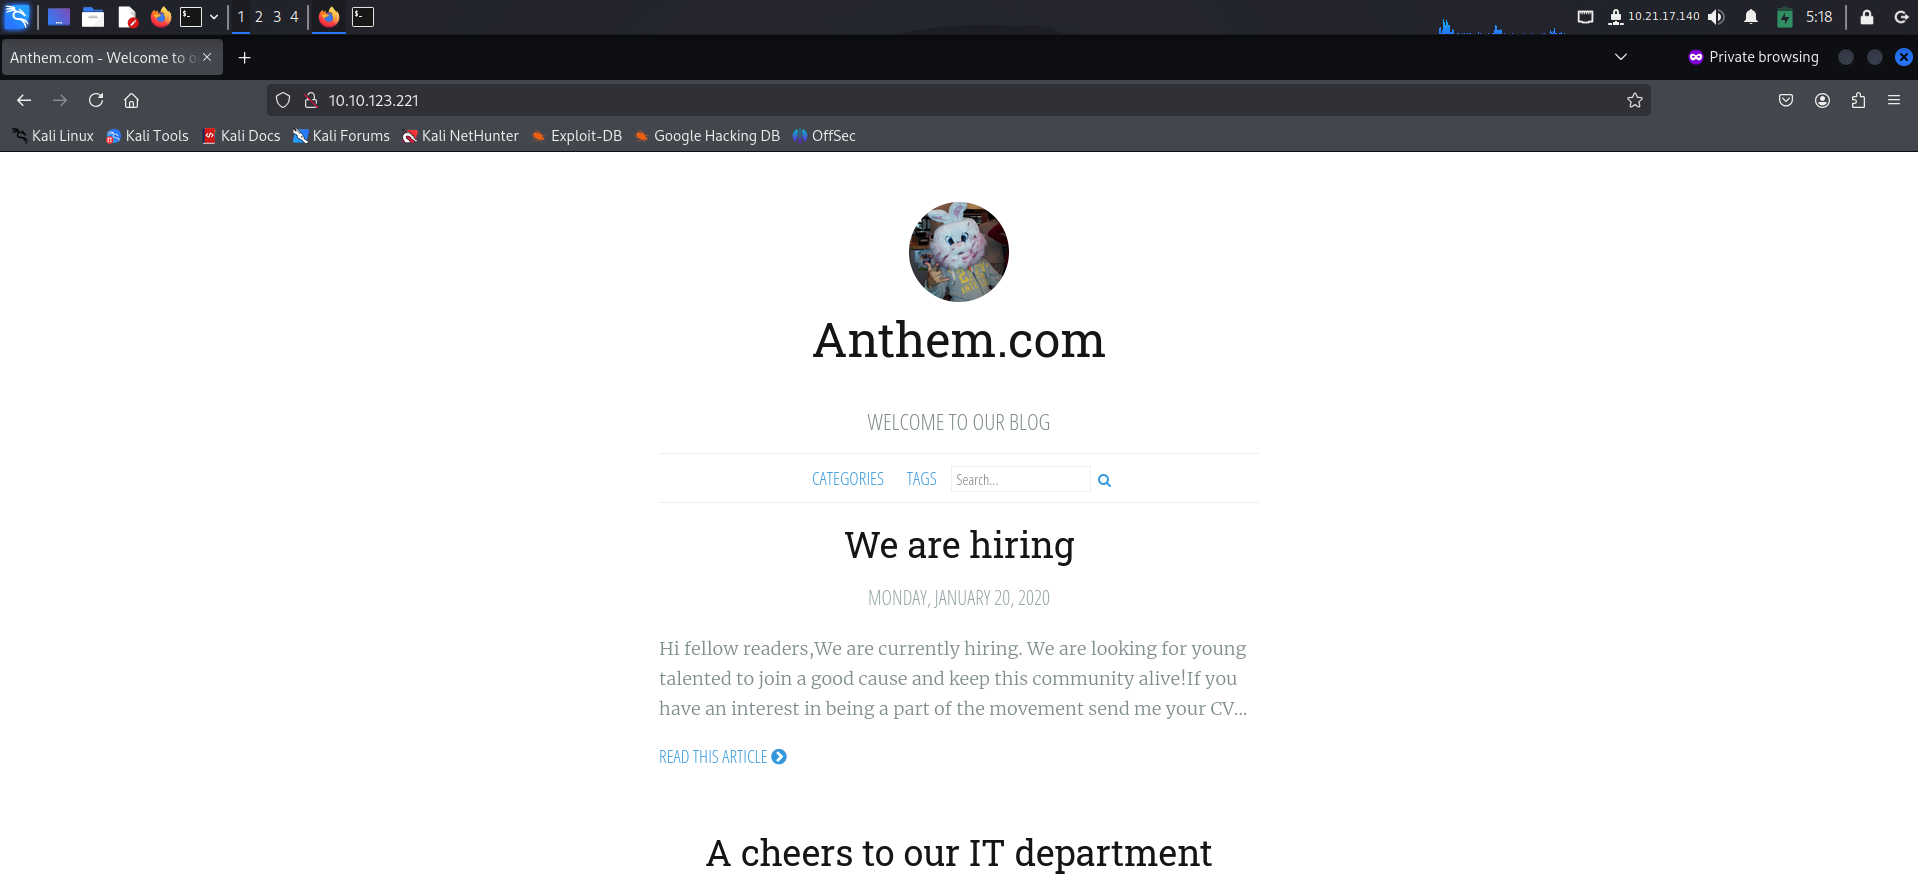 1 2 3 4
10.21.17.140
5:18
Anthem.com - Welcome to o
Private browsing
10.10.123.221
Kali Linux Kali Tools Kali Docs Kali Forums Kali NetHunter Exploit-DB Google Hacking DB OffSec
Anthem.com
WELCOME TO OUR BLOG
CATEGORIES TAGS Search...
We are hiring
MONDAY, JANUARY 20, 2020
Hi fellow readers,We are currently hiring. We are looking for young
talented to join a good cause and keep this community alive!If you
have an interest in being a part of the movement send me your CV...
READ THIS ARTICLE
A cheers to our IT department